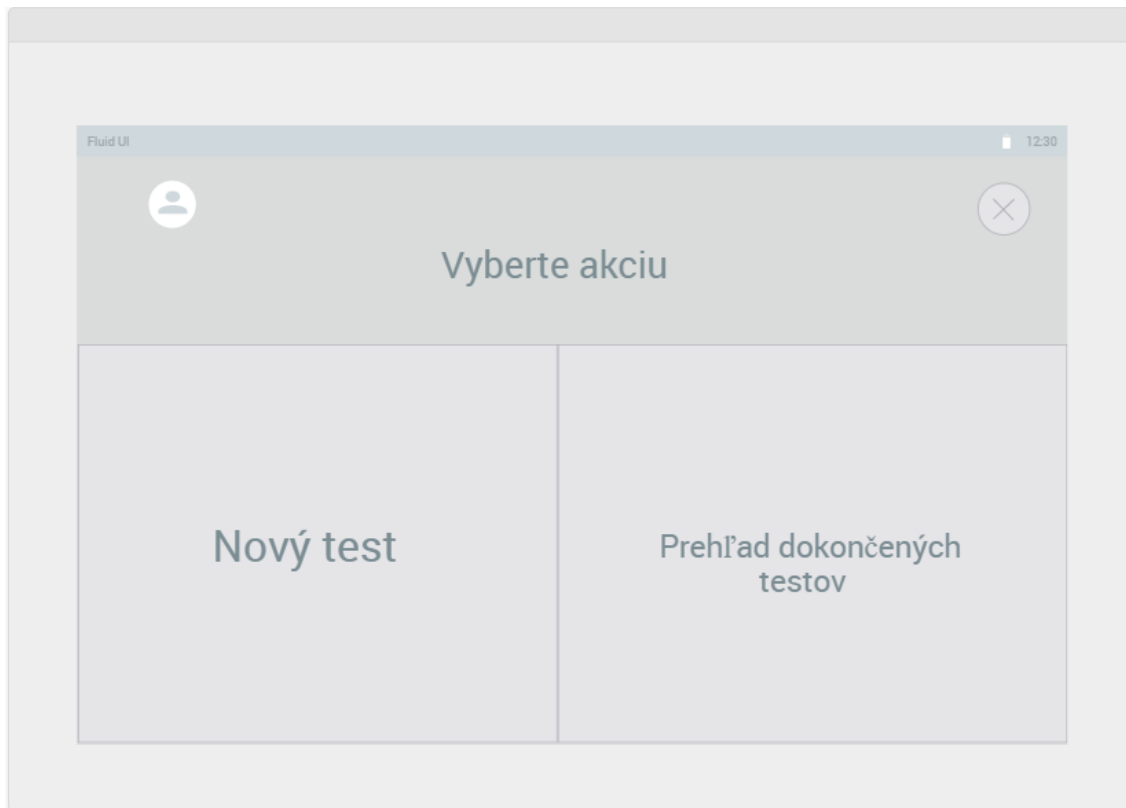 Fluid UI
12:30
Vyberte akciu
Nový test
Prehľad dokončených
testov